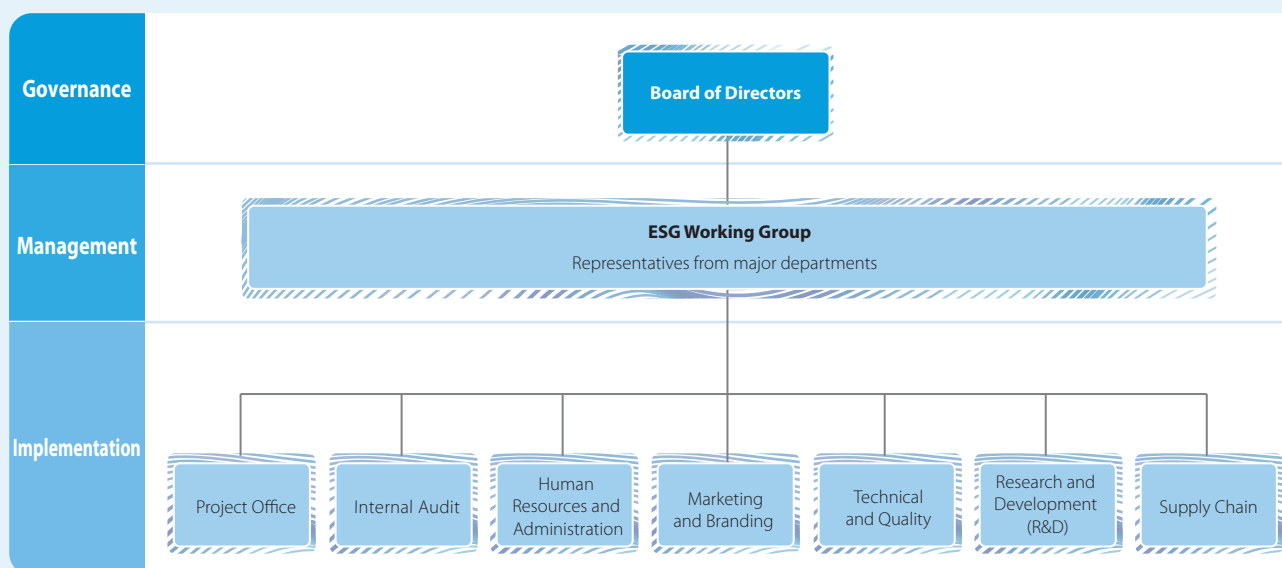 Governance
Board of Directors
Management
ESG Working Group
Representatives from major departments
Implementation
Project Office
Internal Audit
Human
Resources and
Administration
Marketing
and Branding
Technical
and Quality
Research and
Development
(R&D)
Supply Chain